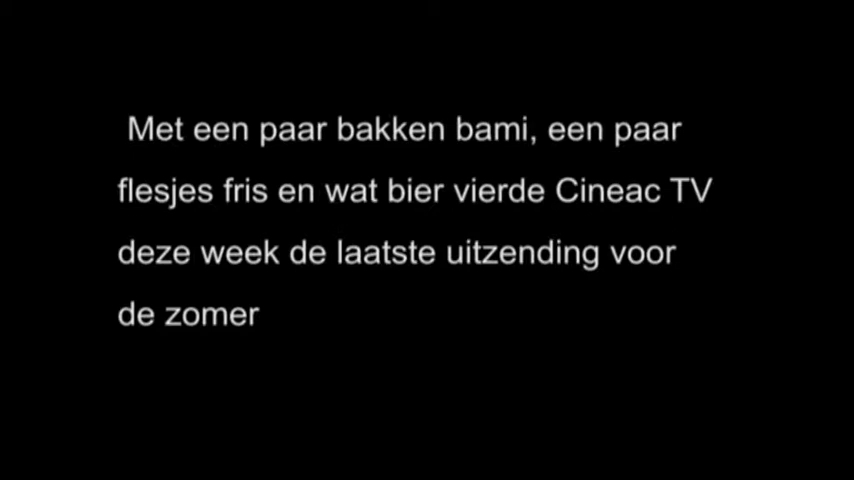 Met een paar bakken bami, een paar
flesjes fris en wat bier vierde Cineac TV
deze week de laatste uitzending voor
de zomer